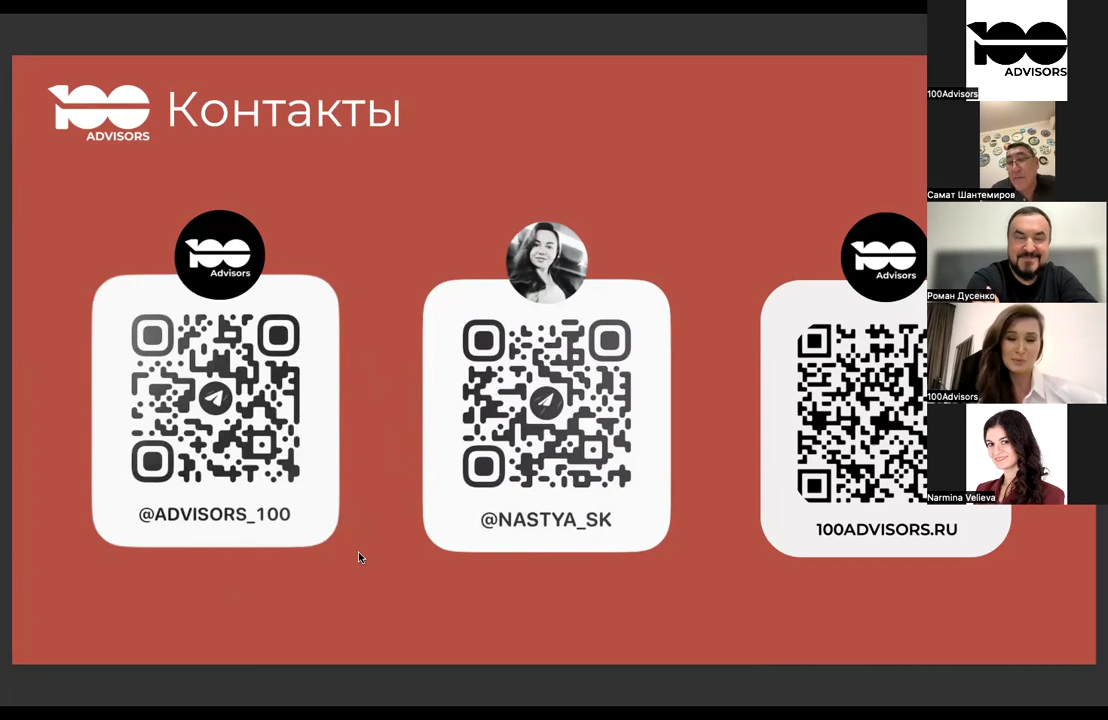 100
ADVISORS
Контакты
100
Advisors
@ADVISORS_100
@NASTYA_SK
100
Advisors
100ADVISORS.RU
100
ADVISORS
100Advisors
Самат Шантемиров
Роман Дусенко
100Advisors
Narmina Velieva